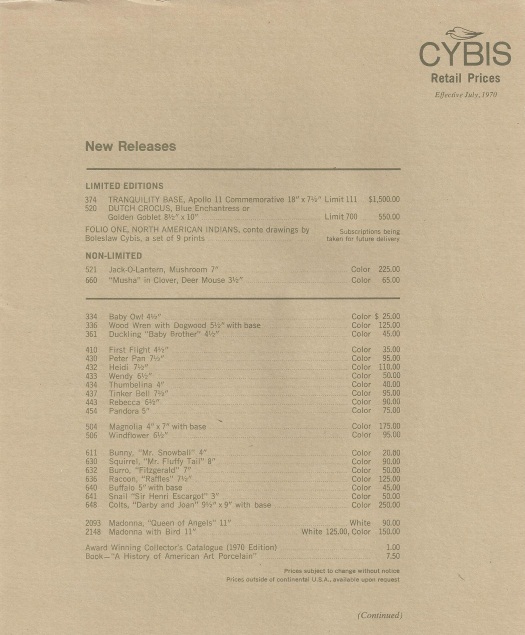 CYBIS
Retail Prices
Effective July, 1970
New Releases
LIMITED EDITIONS
374 TRANQUILITY BASE, Apollo 11 Commemorative 18" x 7½" Limit 111 $1,500.00
520 DUTCH CROCUS, Blue Enchantress or
Golden Goblet 8½" x 10" Limit 700 550.00
FOLIO ONE, NORTH AMERICAN INDIANS, conte drawings by Subscriptions being
Boleslaw Cybis, a set of 9 prints taken for future delivery
NON-LIMITED
521 Jack-O-Lantern, Mushroom 7" Color 225.00
660 "Musha" in Clover, Deer Mouse 3½" Color 65.00
334 Baby Owl 4½" Color $ 25.00
336 Wood Wren with Dogwood 5½" with base Color 125.00
361 Duckling "Baby Brother" 4½" Color 45.00
410 First Flight 4½" Color 35.00
430 Peter Pan 7½" Color 95.00
432 Heidi 7½" Color 110.00
433 Wendy 6½" Color 50.00
434 Thumbelina 4" Color 40.00
437 Tinker Bell 7½" Color 95.00
443 Rebecca 6½" Color 90.00
454 Pandora 5" Color 75.00
504 Magnolia 4" x 7" with base Color 175.00
506 Windflower 6½" Color 95.00
611 Bunny, "Mr. Snowball" 4" Color 20.00
630 Squirrel, "Mr. Fluffy Tail" 8" Color 90.00
632 Burro, "Fitzgerald" 7" Color 50.00
636 Racoon, "Raffles" 7½" Color 125.00
640 Buffalo 5" with base Color 45.00
641 Snail "Sir Henri Escargot" 3" Color 50.00
648 Colts, "Darby and Joan" 9½" x 9" with base Color 250.00
2093 Madonna, "Queen of Angels" 11" White 90.00
2148 Madonna with Bird 11" White 125.00, Color 150.00
Award Winning Collector's Catalogue (1970 Edition) 1.00
Book—"A History of American Art Porcelain" 7.50
Prices subject to change without notice
Prices outside of continental U.S.A., available upon request
(Continued)